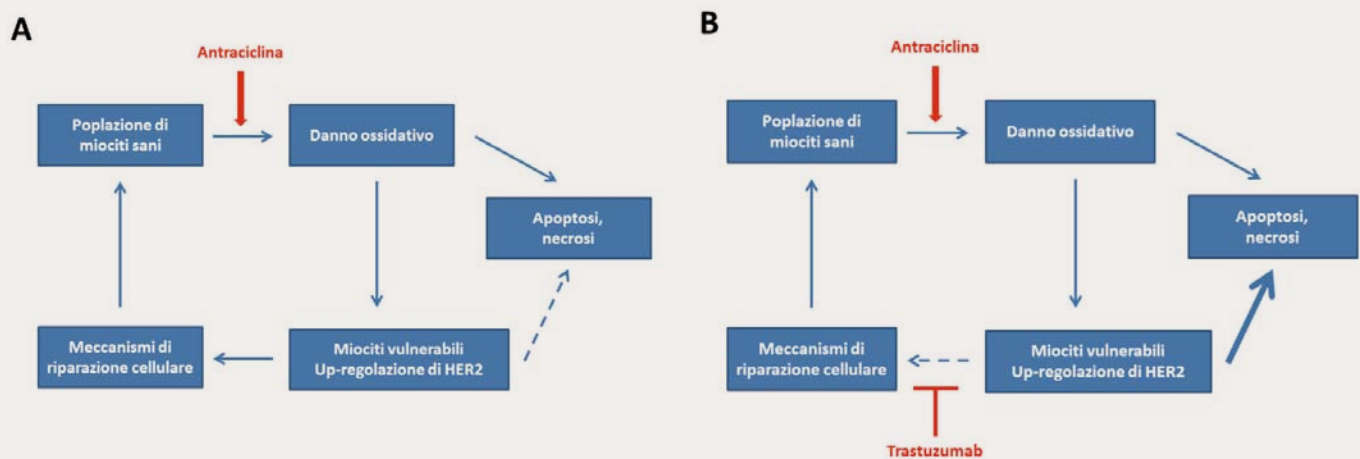 A
Antraciclina
Poplazione di
miociti sani
Danno ossidativo
Apoptosi,
necrosi
Meccanismi di
riparazione cellulare
Miociti vulnerabili
Up-regolazione di HER2
B
Antraciclina
Poplazione di
miociti sani
Danno ossidativo
Apoptosi,
necrosi
Meccanismi di
riparazione cellulare
Miociti vulnerabili
Up-regolazione di HER2
Trastuzumab